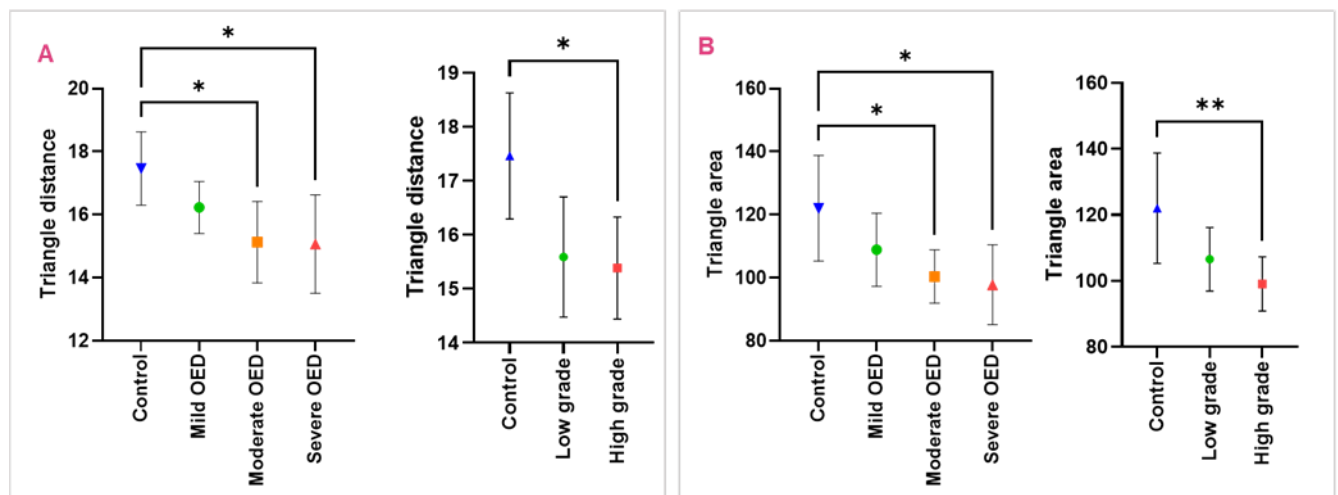 A
*
*
Triangle distance
20
18
16
14
12
Control
Mild OED
Moderate OED
Severe OED
*
Triangle distance
19
18
17
16
15
14
Control
Low grade
High grade
B
*
*
Triangle area
160
140
120
100
80
Control
Mild OED
Moderate OED
Severe OED
**
Triangle area
160
140
120
100
80
Control
Low grade
High grade